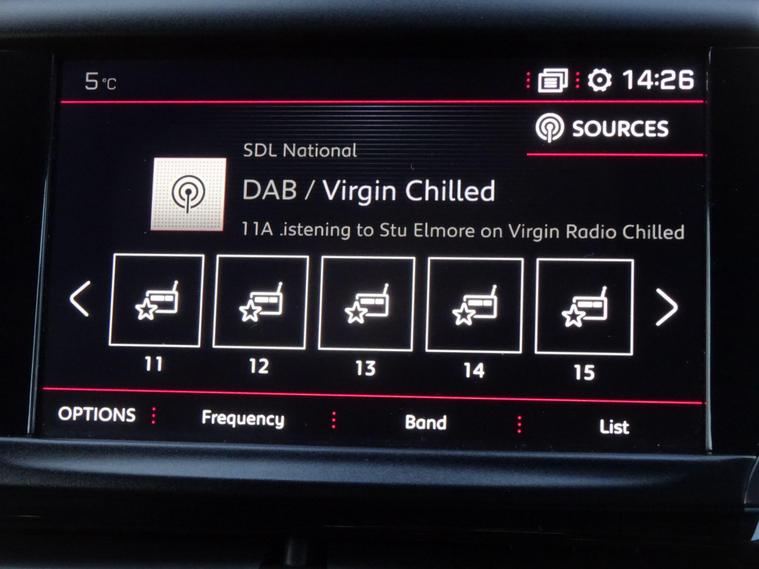 5 °C 14:26
SOURCES
SDL National
DAB / Virgin Chilled
11A .istening to Stu Elmore on Virgin Radio Chilled
11 12 13 14 15
OPTIONS Frequency Band List